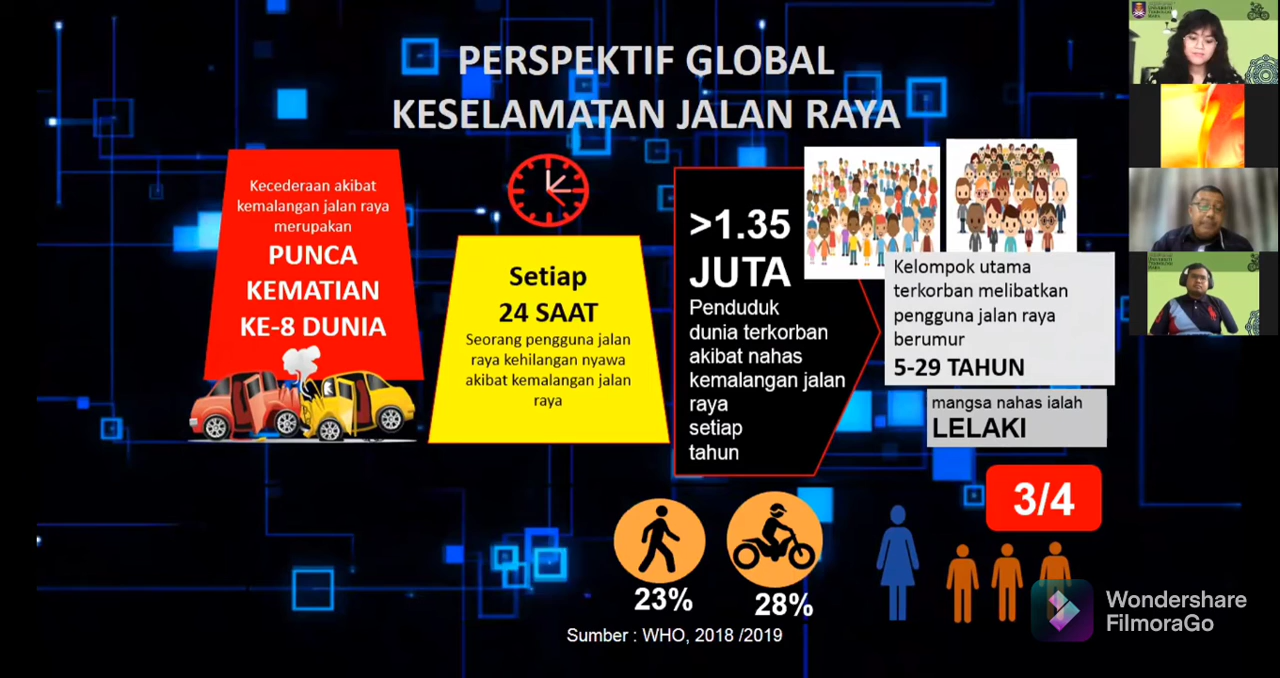 PERSPEKTIF GLOBAL
KESELAMATAN JALAN RAYA
Kecederaan akibat
kemalangan jalan raya
merupakan
PUNCA
KEMATIAN
KE-8 DUNIA
Setiap
24 SAAT
Seorang pengguna jalan
raya kehilangan nyawa
akibat kemalangan jalan
raya
>1.35
JUTA
Penduduk
dunia terkorban
akibat nahas
kemalangan jalan
raya
setiap
tahun
Kelompok utama
terkorban melibatkan
pengguna jalan raya
berumur
5-29 TAHUN
mangsa nahas ialah
LELAKI
3/4
23%
28%
Sumber : WHO, 2018 /2019
Wondershare
FilmoraGo